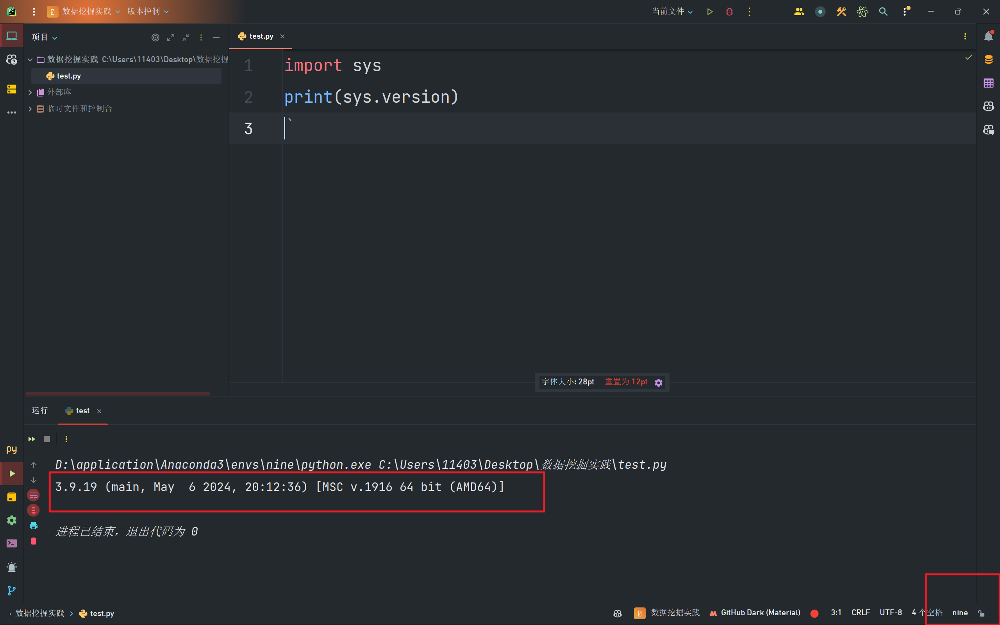 PC
数据挖掘实践
版本控制
当前文件
项目
数据挖掘实践 C:\Users\11403\Desktop\数据挖掘
test.py
外部库
临时文件和控制台
test.py
1 import sys
2 print(sys.version)
3 `
字体大小: 28pt 重置为 12pt
运行 test
py
D:\application\Anaconda3\envs\nine\python.exe C:\Users\11403\Desktop\数据挖掘实践\test.py
3.9.19 (main, May  6 2024, 20:12:36) [MSC v.1916 64 bit (AMD64)]
进程已结束，退出代码为 0
数据挖掘实践 › test.py
数据挖掘实践 GitHub Dark (Material) 3:1 CRLF UTF-8 4 个空格 nine